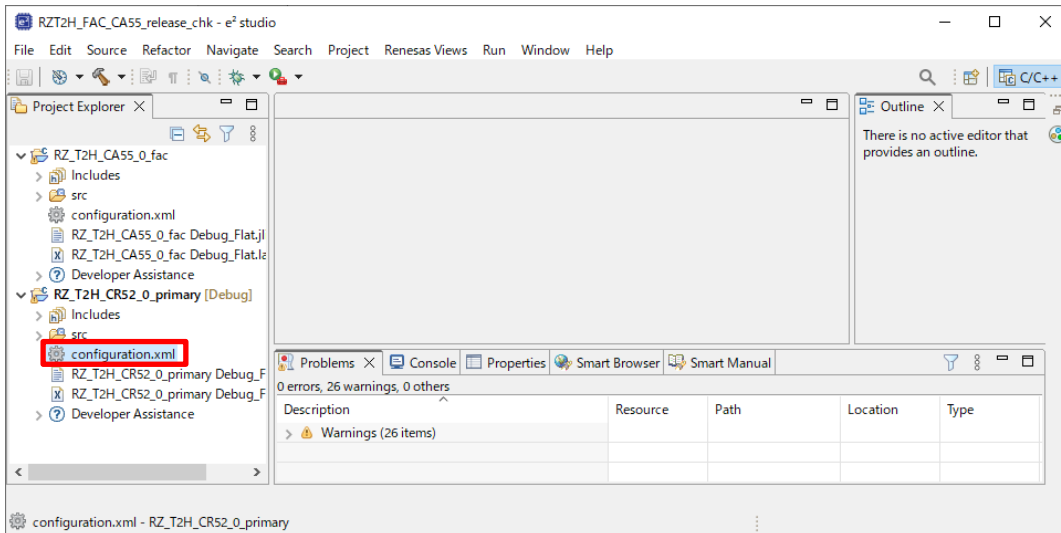 RZT2H_FAC_CA55_release_chk - e² studio
File Edit Source Refactor Navigate Search Project Renesas Views Run Window Help
C/C++
Project Explorer
RZ_T2H_CA55_0_fac
Includes
src
configuration.xml
RZ_T2H_CA55_0_fac Debug_Flat.jl
RZ_T2H_CA55_0_fac Debug_Flat.la
Developer Assistance
RZ_T2H_CR52_0_primary [Debug]
Includes
src
configuration.xml
RZ_T2H_CR52_0_primary Debug_F
RZ_T2H_CR52_0_primary Debug_F
Developer Assistance
Outline
There is no active editor that
provides an outline.
Problems Console Properties Smart Browser Smart Manual
0 errors, 26 warnings, 0 others
Description Resource Path Location Type
Warnings (26 items)
configuration.xml - RZ_T2H_CR52_0_primary